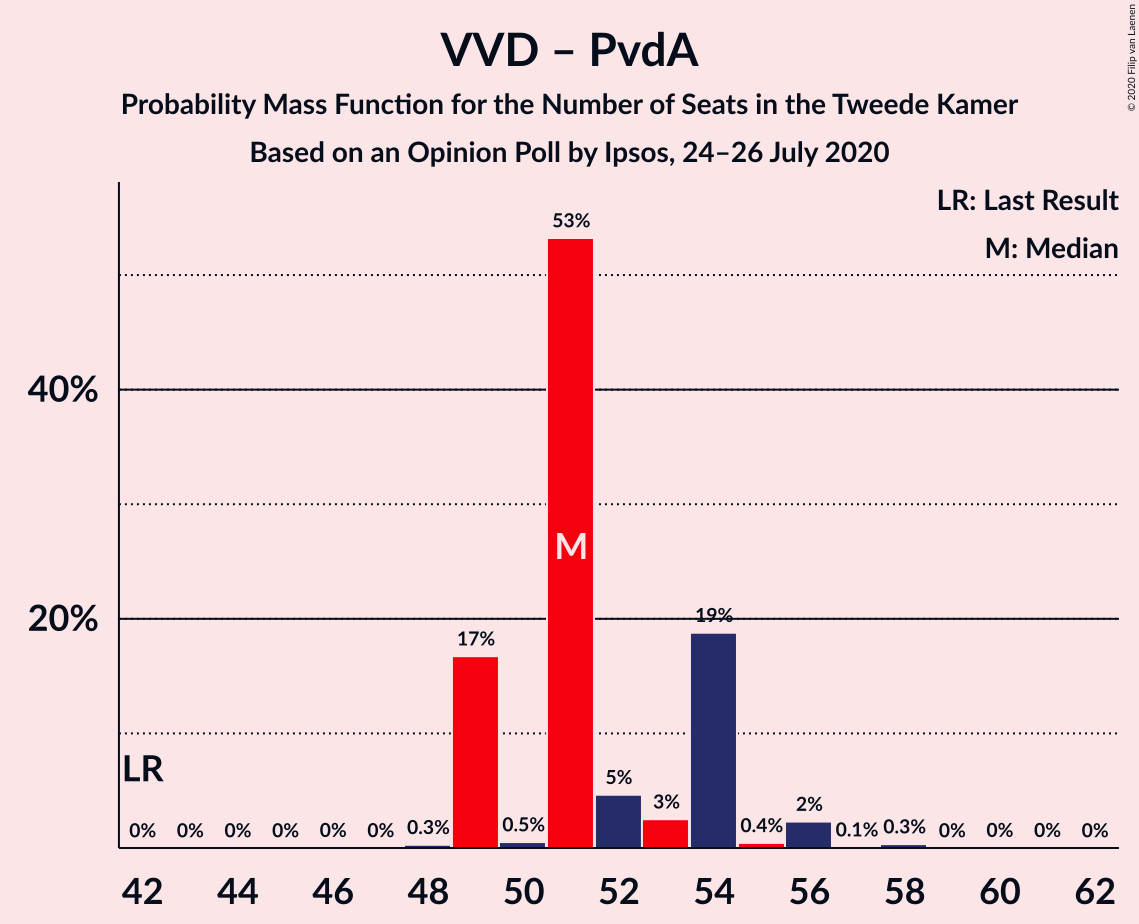 VVD – PvdA
Probability Mass Function for the Number of Seats in the Tweede Kamer
Based on an Opinion Poll by Ipsos, 24–26 July 2020
© 2020 Filip van Laenen
LR: Last Result
M: Median
40%
20%
LR
M
0% 0% 0% 0% 0% 0% 0.3% 17% 0.5% 53% 5% 3% 19% 0.4% 2% 0.1% 0.3% 0% 0% 0% 0%
42 44 46 48 50 52 54 56 58 60 62